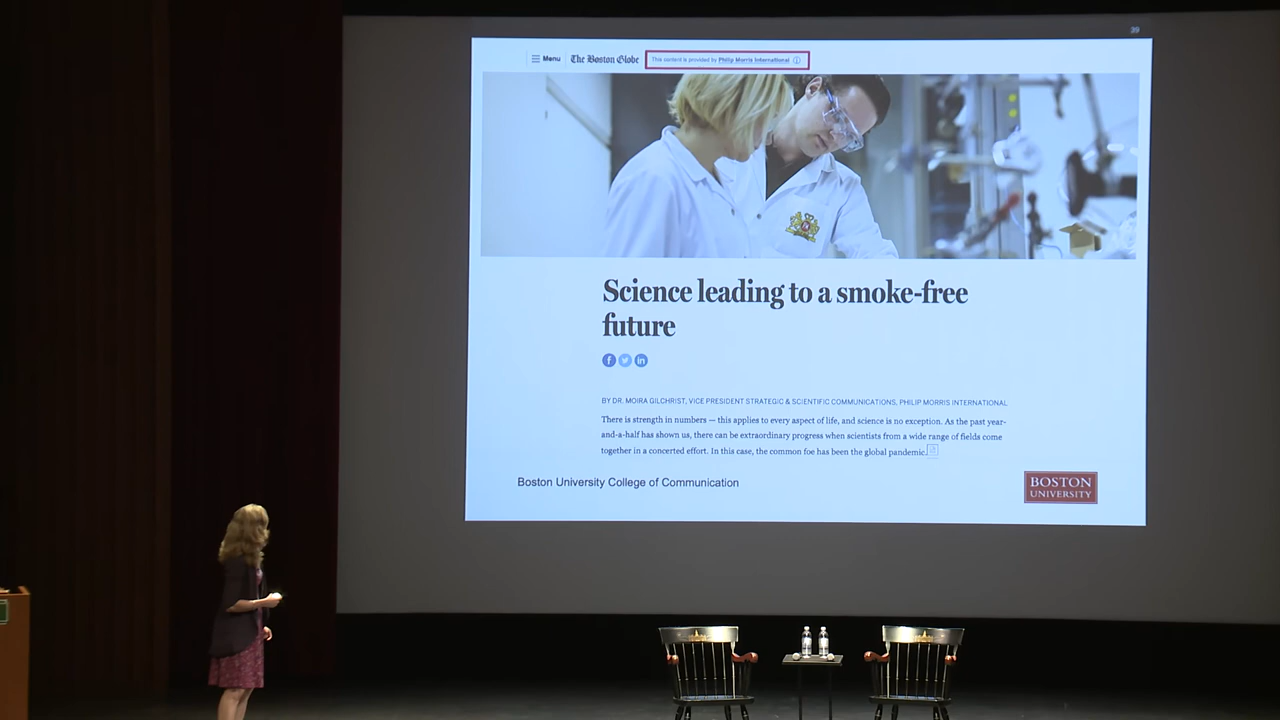 39
Menu
The Boston Globe
This content is provided by Philip Morris International
Science leading to a smoke-free
future
BY DR. MOIRA GILCHRIST, VICE PRESIDENT STRATEGIC & SCIENTIFIC COMMUNICATIONS, PHILIP MORRIS INTERNATIONAL
There is strength in numbers — this applies to every aspect of life, and science is no exception. As the past year-
and-a-half has shown us, there can be extraordinary progress when scientists from a wide range of fields come
together in a concerted effort. In this case, the common foe has been the global pandemic.
Boston University College of Communication
BOSTON
UNIVERSITY